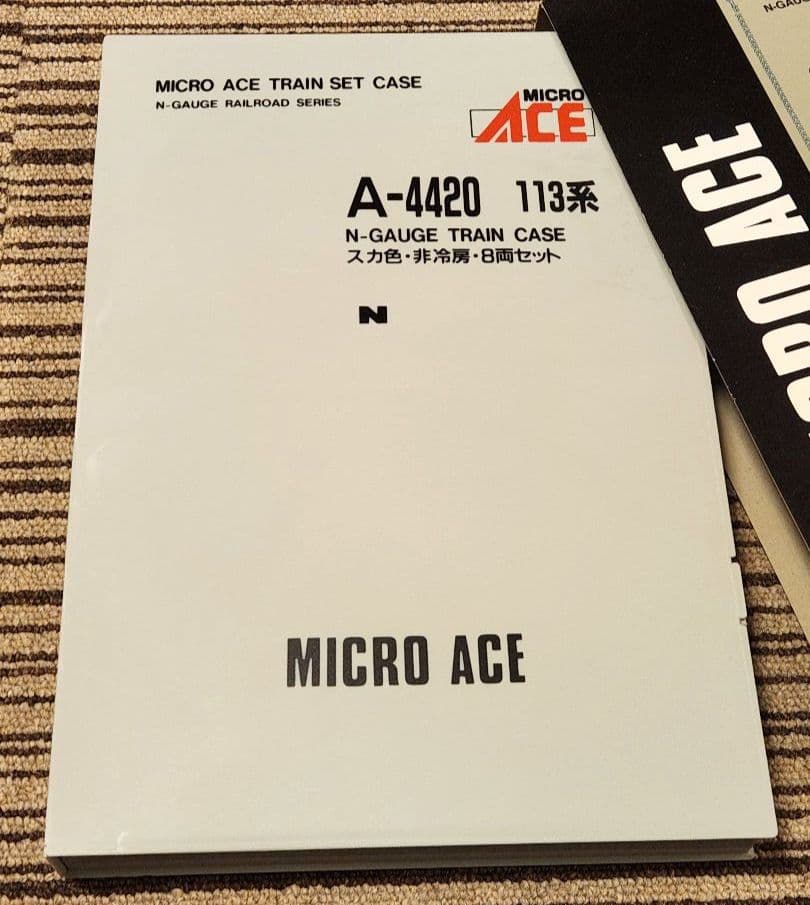 MICRO ACE TRAIN SET CASE
N-GAUGE RAILROAD SERIES
MICRO
ACE
A-4420 113系
N-GAUGE TRAIN CASE
スカ色・非冷房・8両セット
N
MICRO ACE
ACE